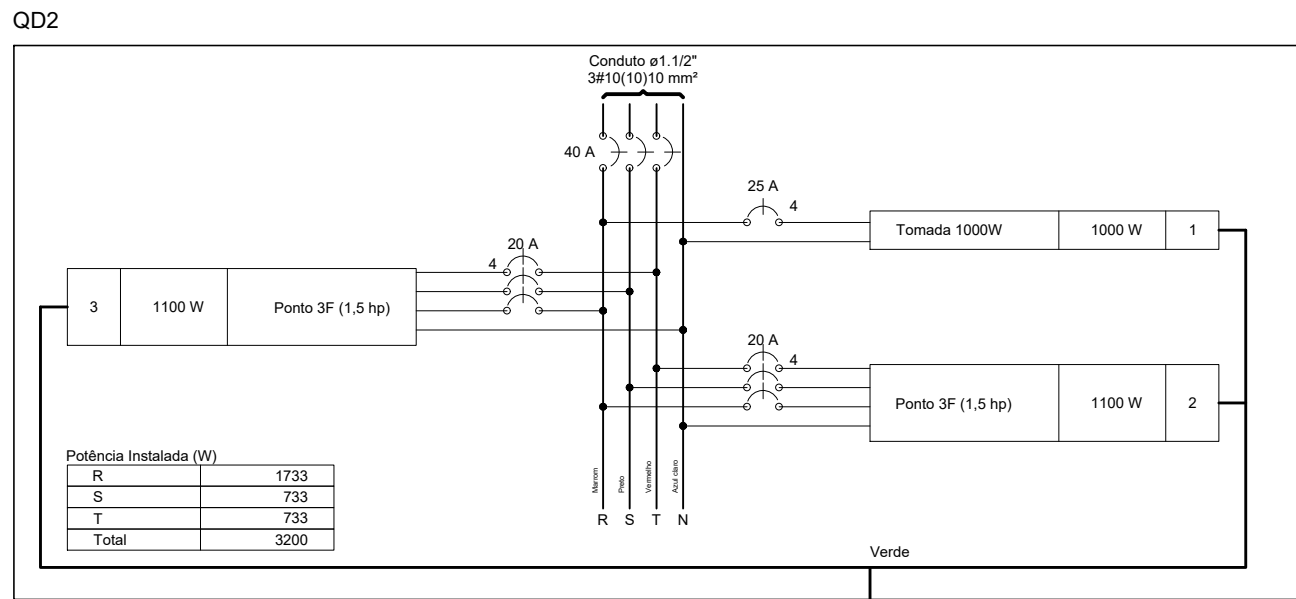 QD2
Conduto ø1.1/2"
3#10(10)10 mm²
40 A
25 A
4
Tomada 1000W 1000 W 1
20 A
4
3 1100 W Ponto 3F (1,5 hp)
20 A
4
Ponto 3F (1,5 hp) 1100 W 2
Potência Instalada (W)
R 1733
S 733
T 733
Total 3200
Marrom
Preto
Vermelho
Azul claro
R S T N
Verde